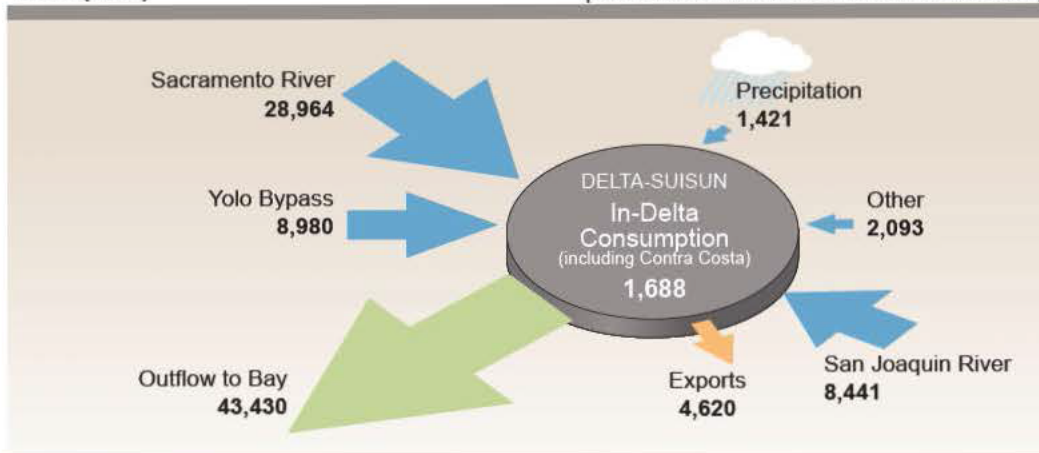 Sacramento River
28,964
Precipitation
1,421
Yolo Bypass
8,980
DELTA-SUISUN
In-Delta
Consumption
(including Contra Costa)
1,688
Other
2,093
Outflow to Bay
43,430
Exports
4,620
San Joaquin River
8,441